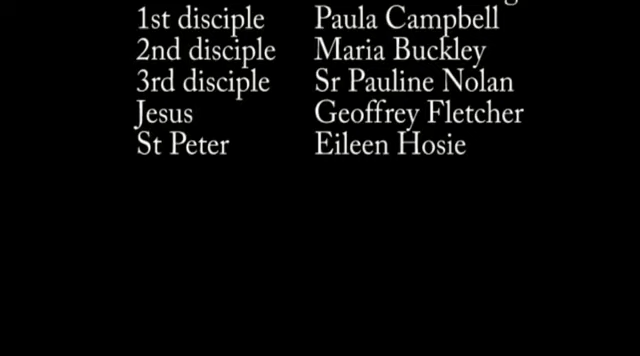 1st disciple Paula Campbell
2nd disciple Maria Buckley
3rd disciple Sr Pauline Nolan
Jesus Geoffrey Fletcher
St Peter Eileen Hosie